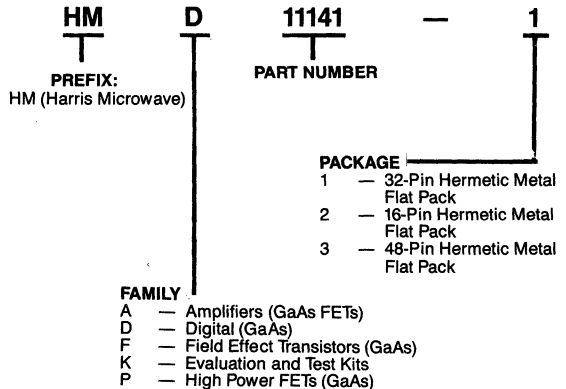 HM D 11141 — 1
PREFIX:
HM (Harris Microwave)
PART NUMBER
PACKAGE
1 — 32-Pin Hermetic Metal
Flat Pack
2 — 16-Pin Hermetic Metal
Flat Pack
3 — 48-Pin Hermetic Metal
Flat Pack
FAMILY
A — Amplifiers (GaAs FETs)
D — Digital (GaAs)
F — Field Effect Transistors (GaAs)
K — Evaluation and Test Kits
P — High Power FETs (GaAs)